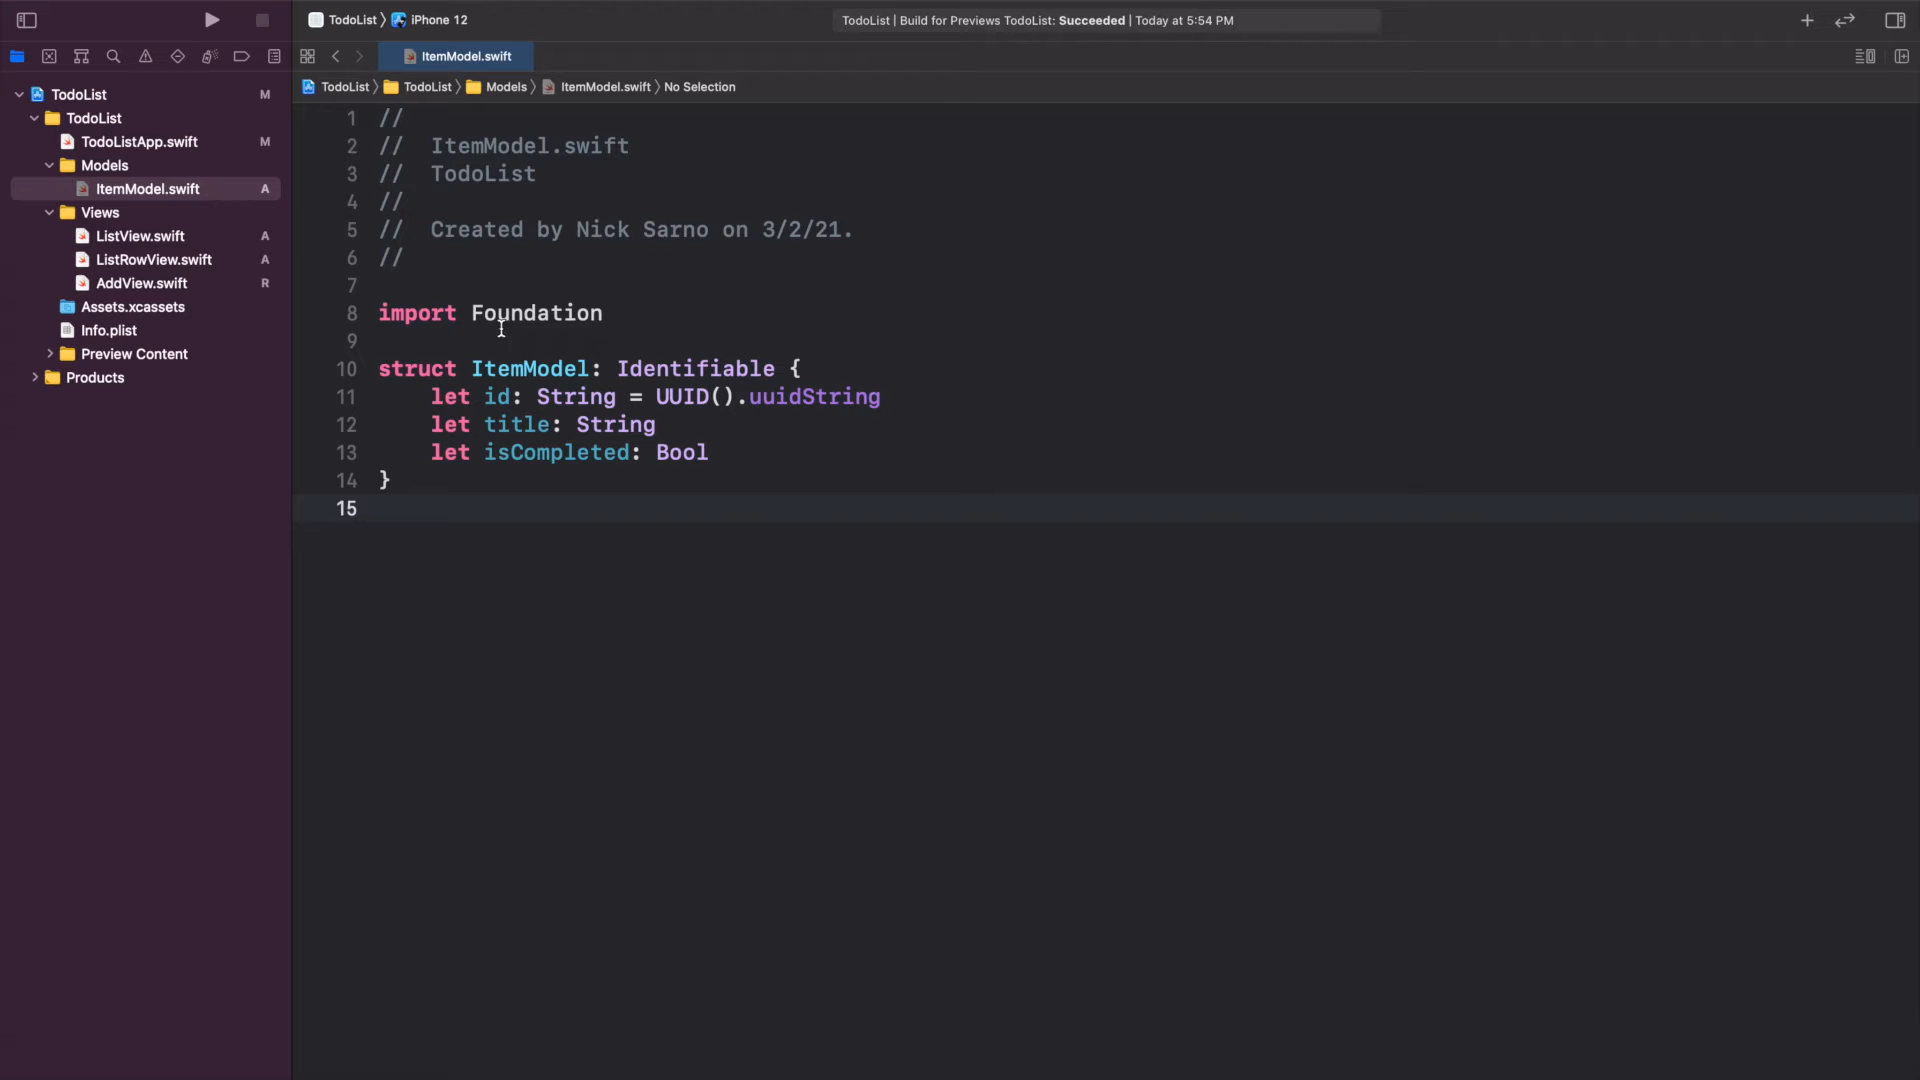 TodoList 〉 iPhone 12
TodoList | Build for Previews TodoList: Succeeded | Today at 5:54 PM
ItemModel.swift
TodoList 〉 TodoList 〉 Models 〉 ItemModel.swift 〉 No Selection
TodoList M
TodoList
TodoListApp.swift M
Models
ItemModel.swift A
Views
ListView.swift A
ListRowView.swift A
AddView.swift R
Assets.xcassets
Info.plist
Preview Content
Products
1 //
2 //  ItemModel.swift
3 //  TodoList
4 //
5 //  Created by Nick Sarno on 3/2/21.
6 //
7
8 import Foundation
9
10 struct ItemModel: Identifiable {
11     let id: String = UUID().uuidString
12     let title: String
13     let isCompleted: Bool
14 }
15